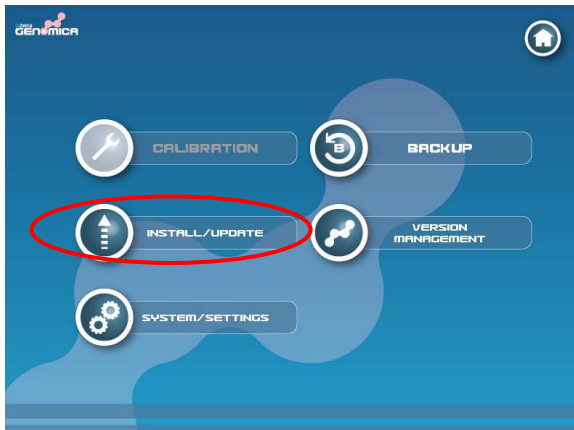 GENOMICA
CALIBRATION
B
BACKUP
INSTALL/UPDATE
VERSION
MANAGEMENT
SYSTEM/SETTINGS